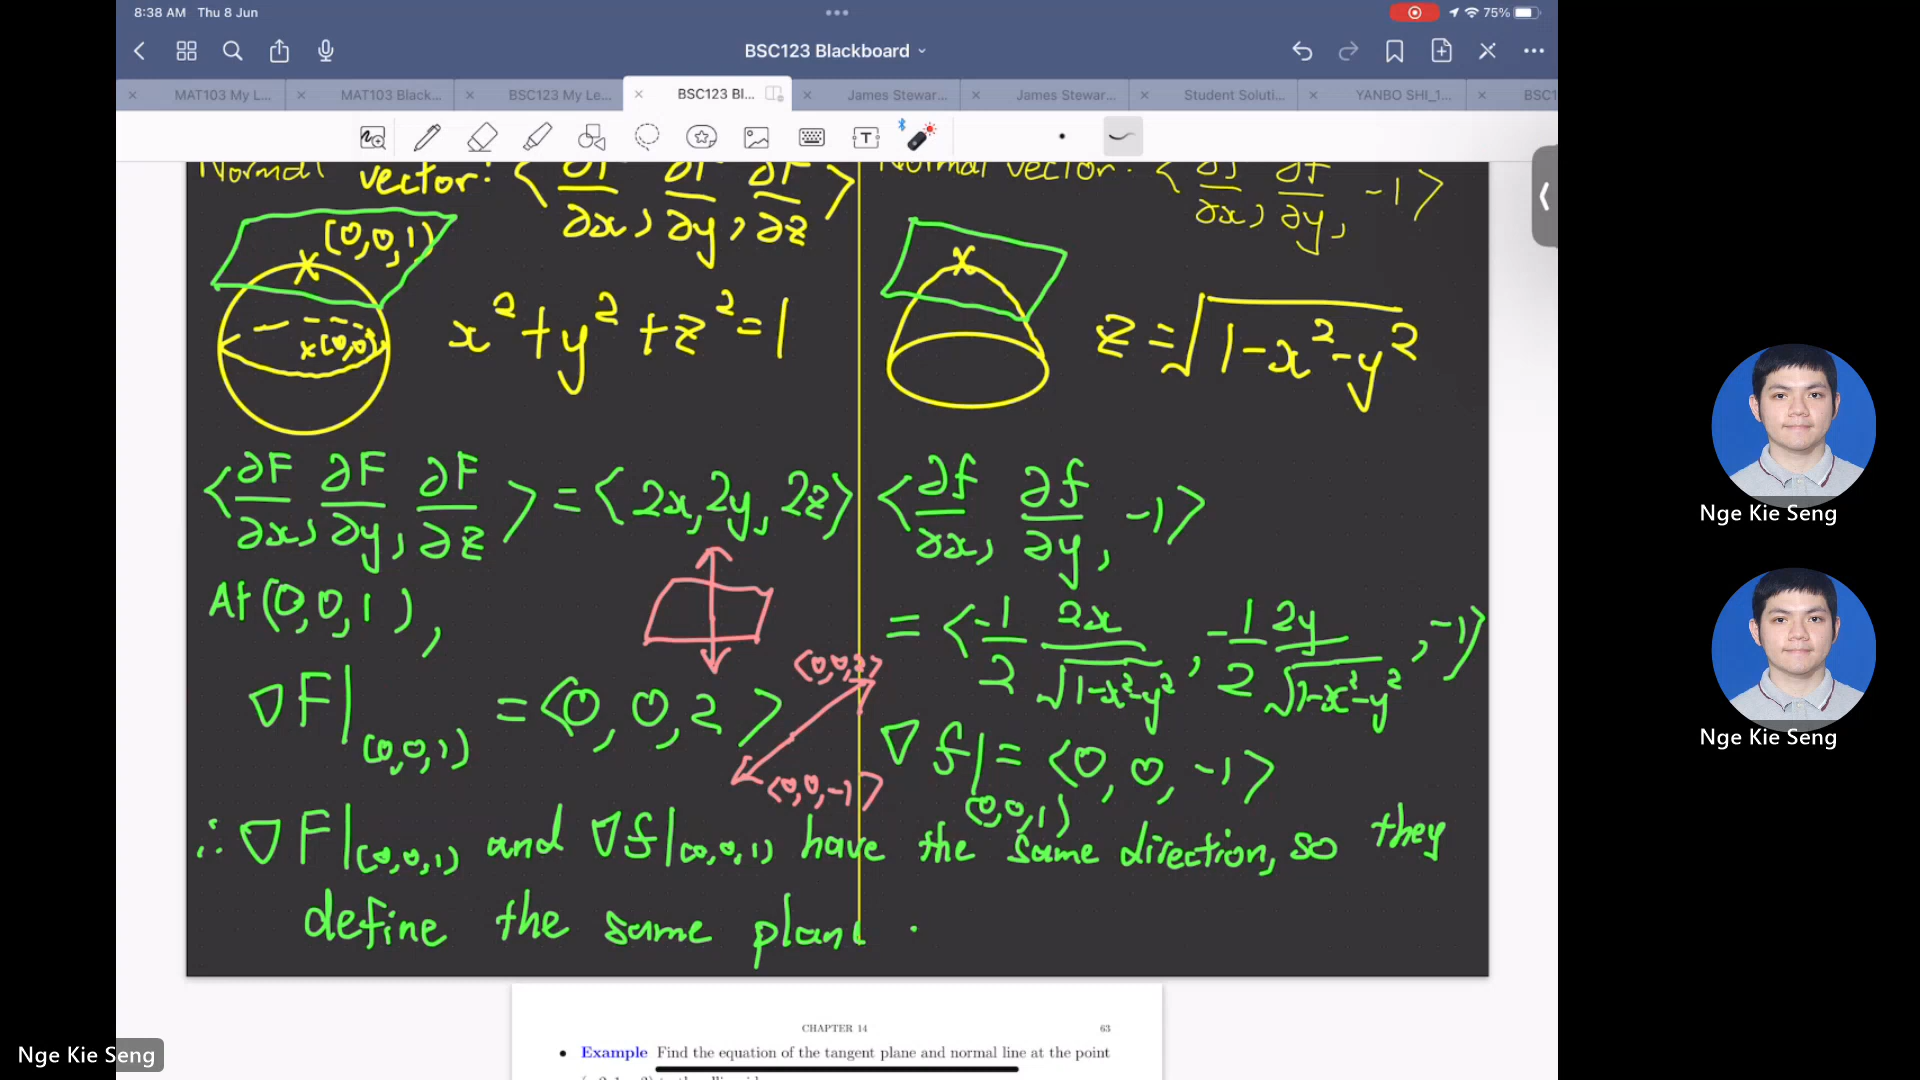 8:38 AM Thu 8 Jun
75%
BSC123 Blackboard
MAT103 My L...
MAT103 Black...
BSC123 My Le...
BSC123 Bl...
James Stewar...
James Stewar...
Student Soluti...
YANBO SHI_1...
BSC1
Normal vector: ⟨∂F/∂x, ∂F/∂y, ∂F/∂z⟩
(0,0,1)
x(0,0)
x²+y²+z²=1
⟨∂F/∂x, ∂F/∂y, ∂F/∂z⟩ = ⟨2x, 2y, 2z⟩
At (0,0,1),
∇F|(0,0,1) = ⟨0, 0, 2⟩
⟨0,0,2⟩
⟨0,0,-1⟩
Normal vector: ⟨∂f/∂x, ∂f/∂y, -1⟩
z=√(1-x²-y²)
⟨∂f/∂x, ∂f/∂y, -1⟩
= ⟨-1/2 2x/√(1-x²-y²), -1/2 2y/√(1-x²-y²), -1⟩
∇f|(0,0,1) = ⟨0, 0, -1⟩
∴ ∇F|(0,0,1) and ∇f|(0,0,1) have the same direction, so they
define the same plane.
CHAPTER 14 63
• Example Find the equation of the tangent plane and normal line at the point
Nge Kie Seng
Nge Kie Seng
Nge Kie Seng